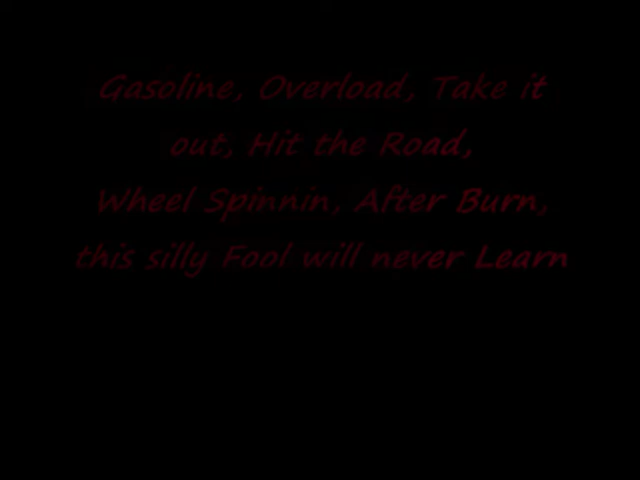 Gasoline, Overload, Take it
out, Hit the Road,
Wheel Spinnin, After Burn,
this silly Fool will never Learn